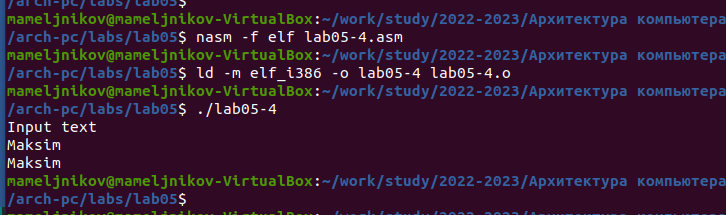 /arch-pc/labs/lab05$
mameljnikov@mameljnikov-VirtualBox:~/work/study/2022-2023/Архитектура компьютера
/arch-pc/labs/lab05$ nasm -f elf lab05-4.asm
mameljnikov@mameljnikov-VirtualBox:~/work/study/2022-2023/Архитектура компьютера
/arch-pc/labs/lab05$ ld -m elf_i386 -o lab05-4 lab05-4.o
mameljnikov@mameljnikov-VirtualBox:~/work/study/2022-2023/Архитектура компьютера
/arch-pc/labs/lab05$ ./lab05-4
Input text
Maksim
Maksim
mameljnikov@mameljnikov-VirtualBox:~/work/study/2022-2023/Архитектура компьютера
/arch-pc/labs/lab05$